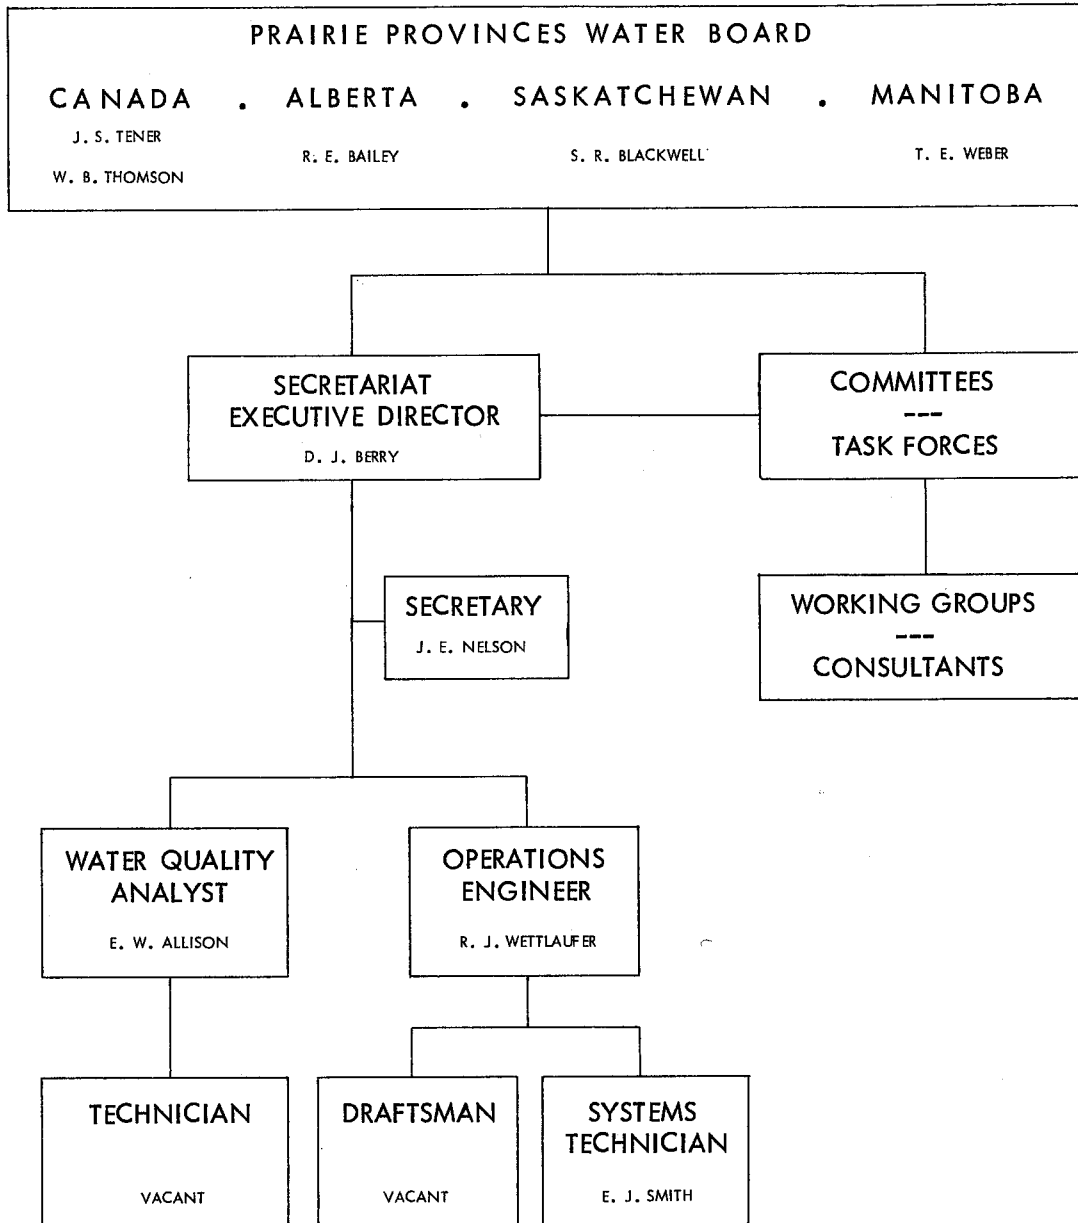 PRAIRIE PROVINCES WATER BOARD
CANADA . ALBERTA . SASKATCHEWAN . MANITOBA
J. S. TENER
R. E. BAILEY S. R. BLACKWELL T. E. WEBER
W. B. THOMSON
SECRETARIAT
EXECUTIVE DIRECTOR
D. J. BERRY
COMMITTEES
---
TASK FORCES
SECRETARY
J. E. NELSON
WORKING GROUPS
---
CONSULTANTS
WATER QUALITY
ANALYST
E. W. ALLISON
OPERATIONS
ENGINEER
R. J. WETTLAUFER
TECHNICIAN
VACANT
DRAFTSMAN
VACANT
SYSTEMS
TECHNICIAN
E. J. SMITH